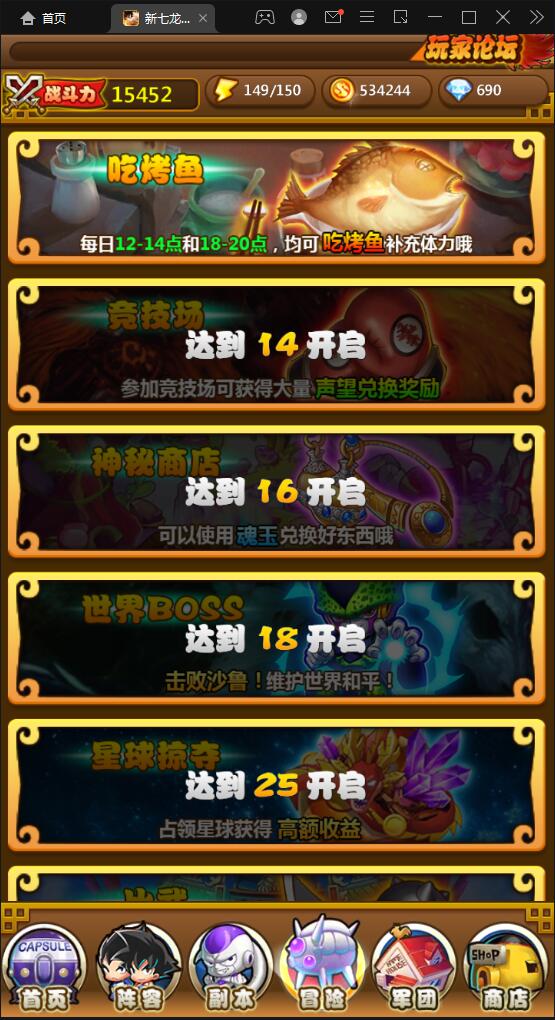 首页
新七龙...
玩家论坛
战斗力 15452
149/150
534244
690
吃烤鱼
每日12-14点和18-20点，均可吃烤鱼补充体力哦
竞技场
达到 14 开启
参加竞技场可获得大量声望兑换奖励
神秘商店
达到 16 开启
可以使用魂玉兑换好东西哦
世界BOSS
达到 18 开启
击败沙鲁！维护世界和平！
星球掠夺
达到 25 开启
占领星球获得 高额收益
CAPSULE
SHOP
首页
阵容
副本
冒险
军团
商店